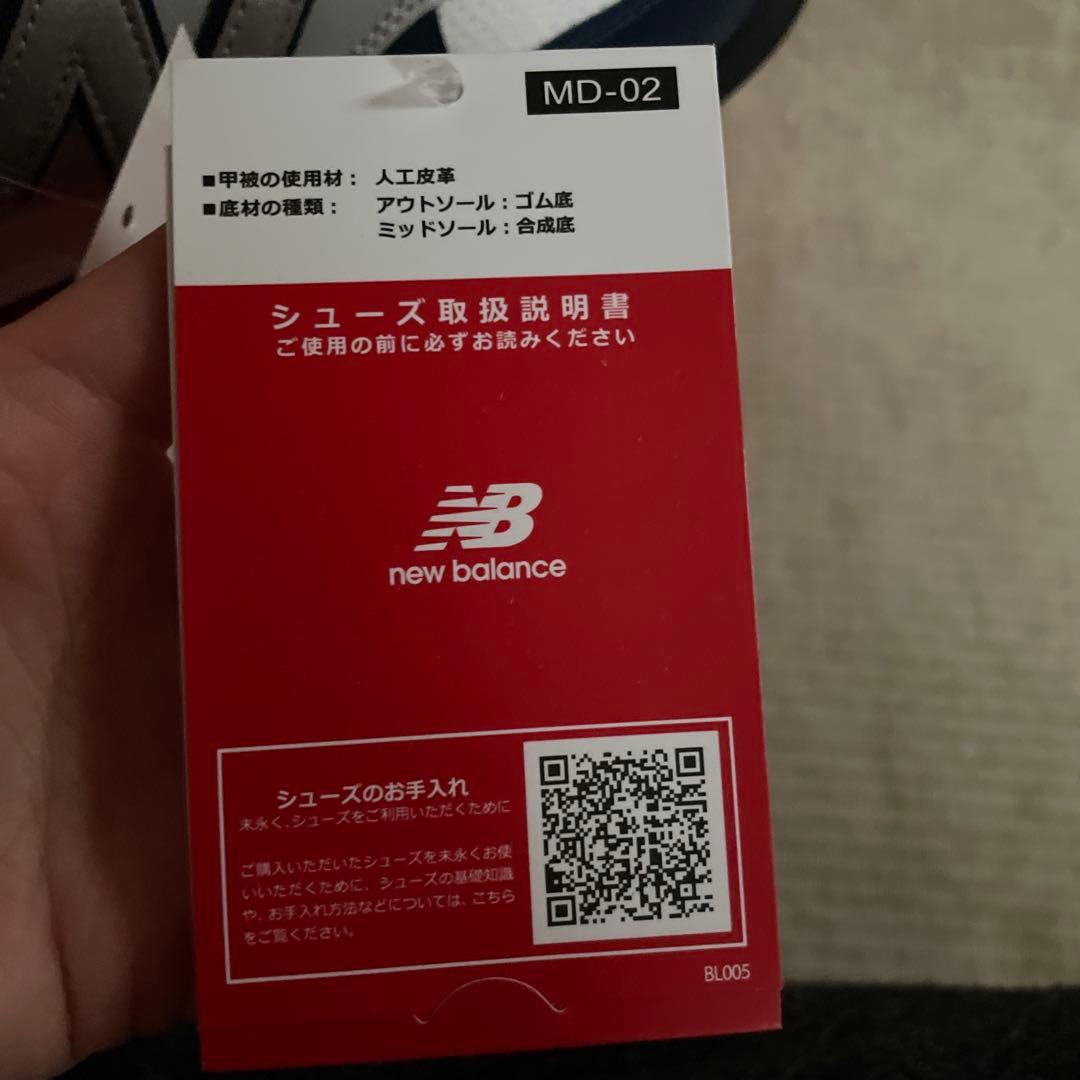 MD-02
■甲被の使用材： 人工皮革
■底材の種類： アウトソール：ゴム底
ミッドソール：合成底
シューズ取扱説明書
ご使用の前に必ずお読みください
NB
new balance
シューズのお手入れ
末永く、シューズをご利用いただくために
ご購入いただいたシューズを末永くお使
いいただくために、シューズの基礎知識
や、お手入れ方法などについては、こちら
をご覧ください。
BL005